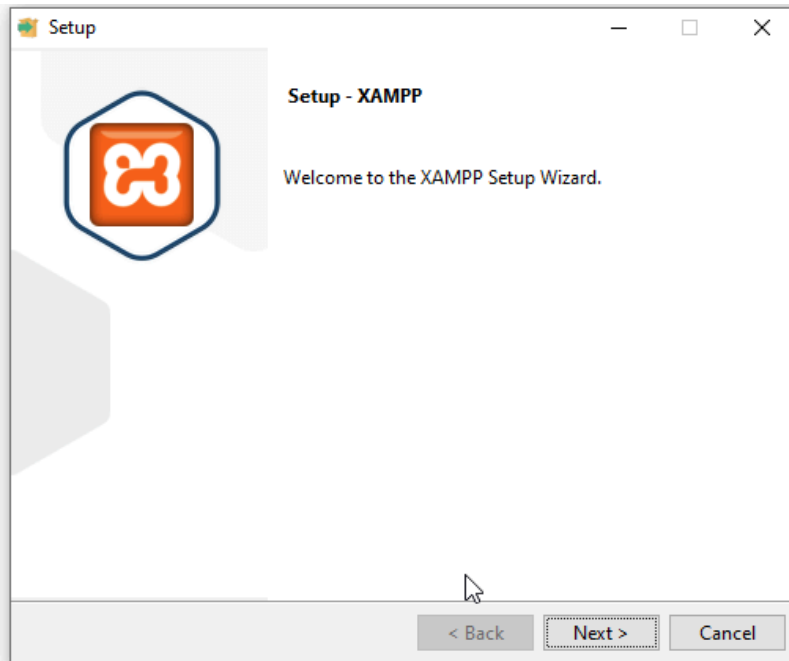 Setup
Setup - XAMPP
Welcome to the XAMPP Setup Wizard.
< Back
Next >
Cancel